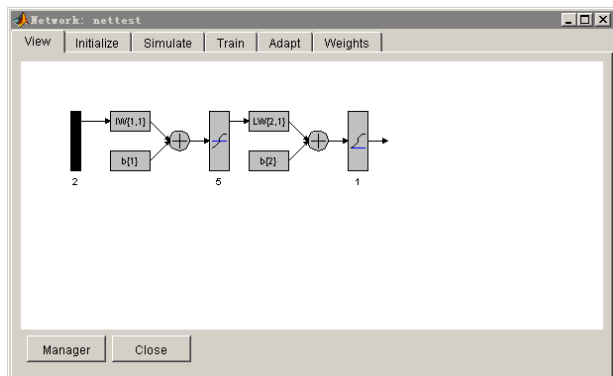 Network: nettest
View Initialize Simulate Train Adapt Weights
IW{1,1} LW{2,1}
b{1} b{2}
2 5 1
Manager Close